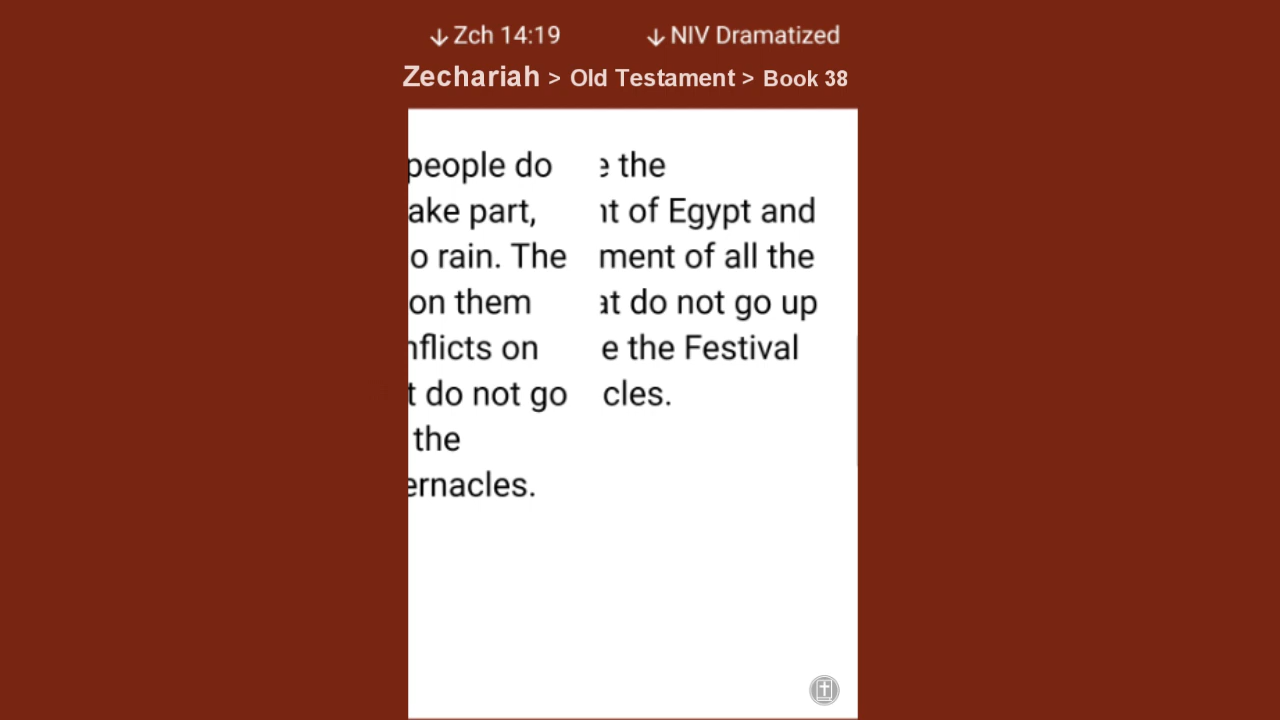 ↓ Zch 14:19 ↓ NIV Dramatized
Zechariah > Old Testament > Book 38
people do
ake part,
o rain. The
on them
nflicts on
t do not go
the
ernacles.
e the
nt of Egypt and
ment of all the
at do not go up
e the Festival
cles.